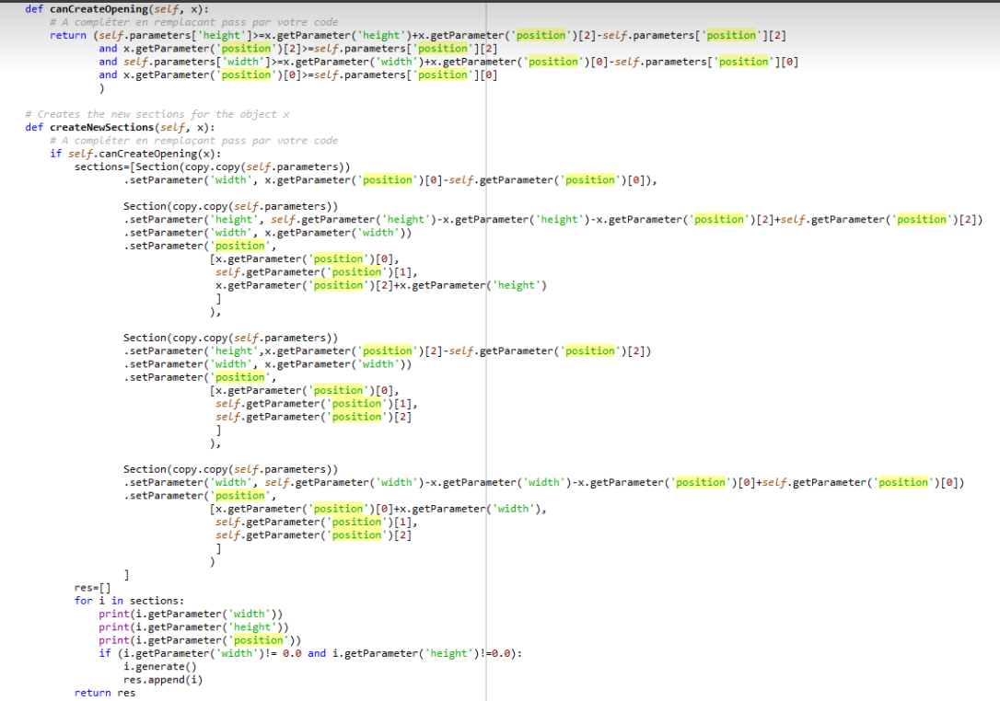 def canCreateOpening(self, x):
    # A compléter en remplaçant pass par votre code
    return (self.parameters['height']>=x.getParameter('height')+x.getParameter('position')[2]-self.parameters['position'][2]
            and x.getParameter('position')[2]>=self.parameters['position'][2]
            and self.parameters['width']>=x.getParameter('width')+x.getParameter('position')[0]-self.parameters['position'][0]
            and x.getParameter('position')[0]>=self.parameters['position'][0]
            )

# Creates the new sections for the object x
def createNewSections(self, x):
    # A compléter en remplaçant pass par votre code
    if self.canCreateOpening(x):
        sections=[Section(copy.copy(self.parameters))
                .setParameter('width', x.getParameter('position')[0]-self.getParameter('position')[0]),

                Section(copy.copy(self.parameters))
                .setParameter('height', self.getParameter('height')-x.getParameter('height')-x.getParameter('position')[2]+self.getParameter('position')[2])
                .setParameter('width', x.getParameter('width'))
                .setParameter('position',
                              [x.getParameter('position')[0],
                               self.getParameter('position')[1],
                               x.getParameter('position')[2]+x.getParameter('height')
                               ]
                              ),

                Section(copy.copy(self.parameters))
                .setParameter('height',x.getParameter('position')[2]-self.getParameter('position')[2])
                .setParameter('width', x.getParameter('width'))
                .setParameter('position',
                              [x.getParameter('position')[0],
                               self.getParameter('position')[1],
                               self.getParameter('position')[2]
                               ]
                              ),

                Section(copy.copy(self.parameters))
                .setParameter('width', self.getParameter('width')-x.getParameter('width')-x.getParameter('position')[0]+self.getParameter('position')[0])
                .setParameter('position',
                              [x.getParameter('position')[0]+x.getParameter('width'),
                               self.getParameter('position')[1],
                               self.getParameter('position')[2]
                               ]
                              )
                ]
        res=[]
        for i in sections:
            print(i.getParameter('width'))
            print(i.getParameter('height'))
            print(i.getParameter('position'))
            if (i.getParameter('width')!= 0.0 and i.getParameter('height')!=0.0):
                i.generate()
                res.append(i)
        return res